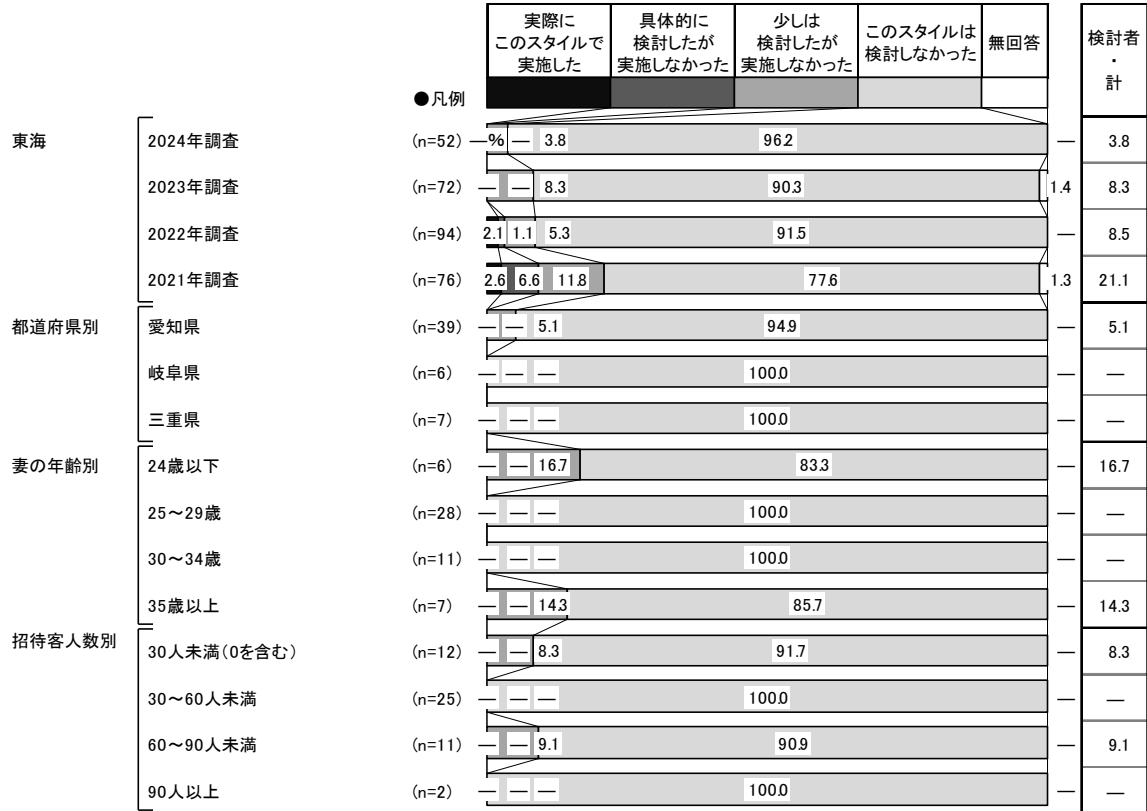 実際に
このスタイルで
実施した
具体的に
検討したが
実施しなかった
少しは
検討したが
実施しなかった
このスタイルは
検討しなかった
無回答
検討者
・
計
●凡例
東海
2024年調査 (n=52) —% — 3.8 96.2 — 3.8
2023年調査 (n=72) — — 8.3 90.3 1.4 8.3
2022年調査 (n=94) 2.1 1.1 5.3 91.5 — 8.5
2021年調査 (n=76) 2.6 6.6 11.8 77.6 1.3 21.1
都道府県別
愛知県 (n=39) — — 5.1 94.9 — 5.1
岐阜県 (n=6) — — — 100.0 — —
三重県 (n=7) — — — 100.0 — —
妻の年齢別
24歳以下 (n=6) — — 16.7 83.3 — 16.7
25～29歳 (n=28) — — — 100.0 — —
30～34歳 (n=11) — — — 100.0 — —
35歳以上 (n=7) — — 14.3 85.7 — 14.3
招待客人数別
30人未満(0を含む) (n=12) — — 8.3 91.7 — 8.3
30～60人未満 (n=25) — — — 100.0 — —
60～90人未満 (n=11) — — 9.1 90.9 — 9.1
90人以上 (n=2) — — — 100.0 — —